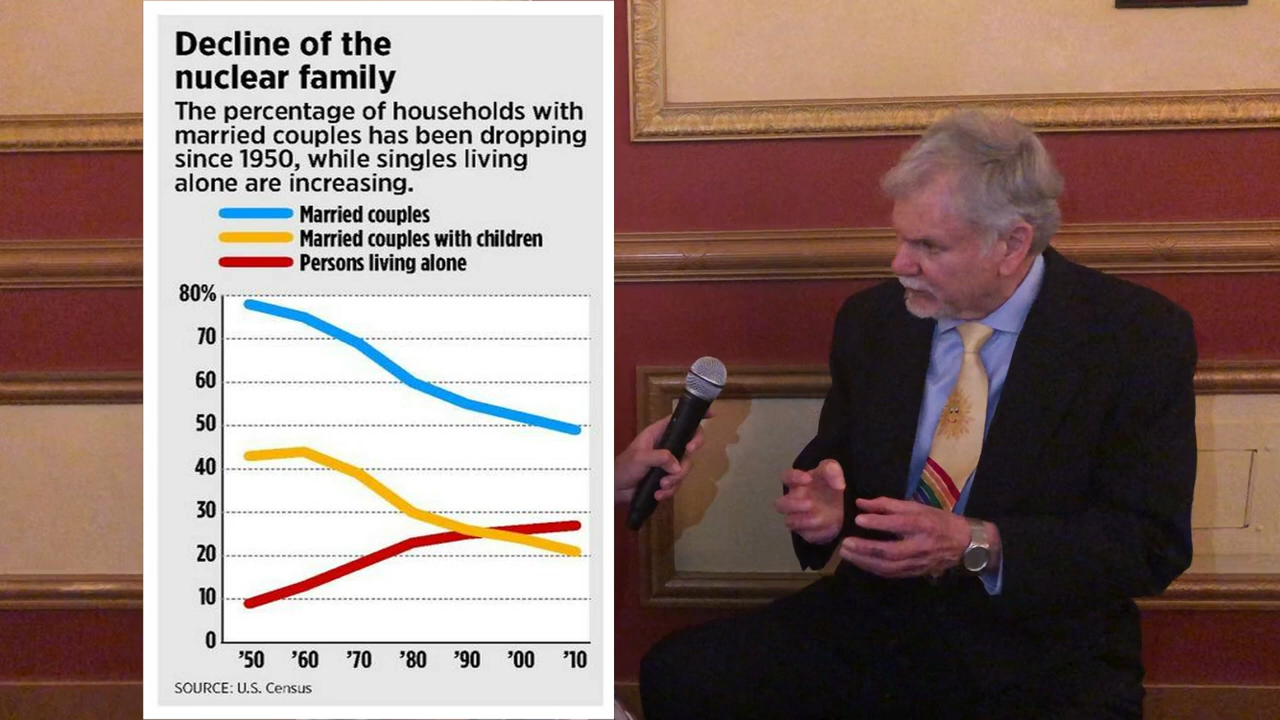 Decline of the
nuclear family
The percentage of households with
married couples has been dropping
since 1950, while singles living
alone are increasing.
Married couples
Married couples with children
Persons living alone
80%
70
60
50
40
30
20
10
0
'50 '60 '70 '80 '90 '00 '10
SOURCE: U.S. Census